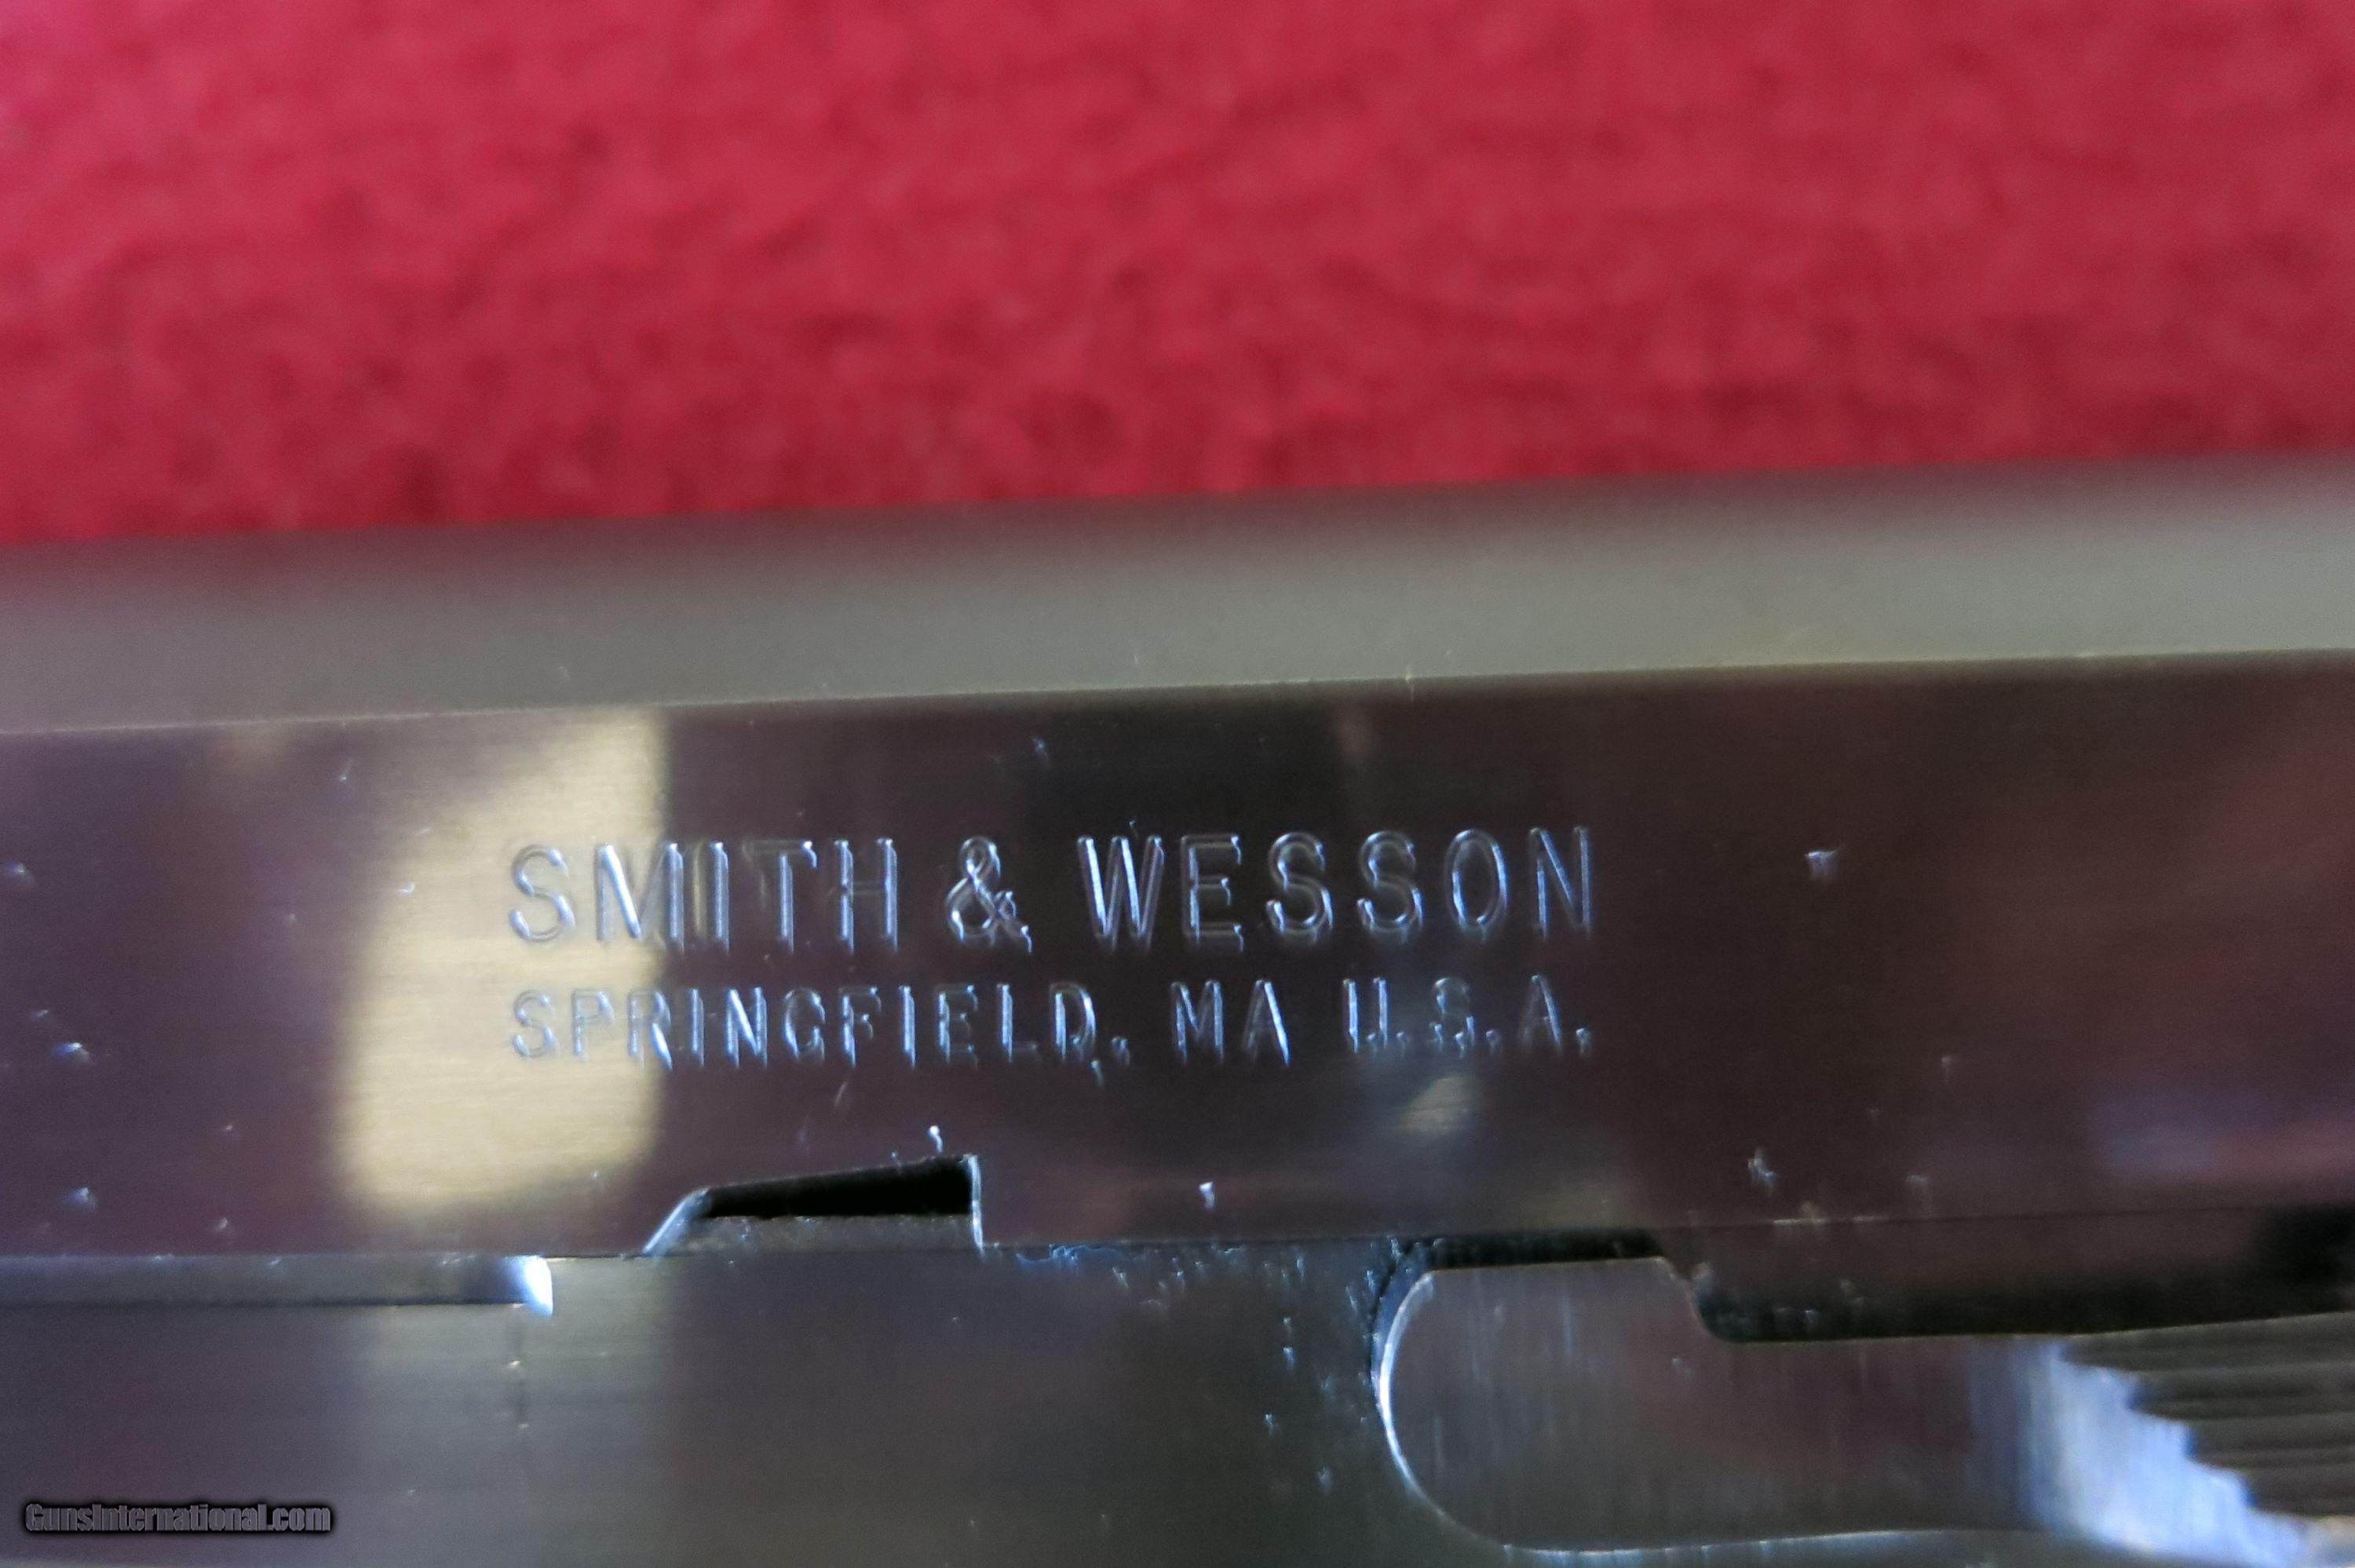 SMITH & WESSON
SPRINGFIELD, MA U.S.A.
GunsInternational.com